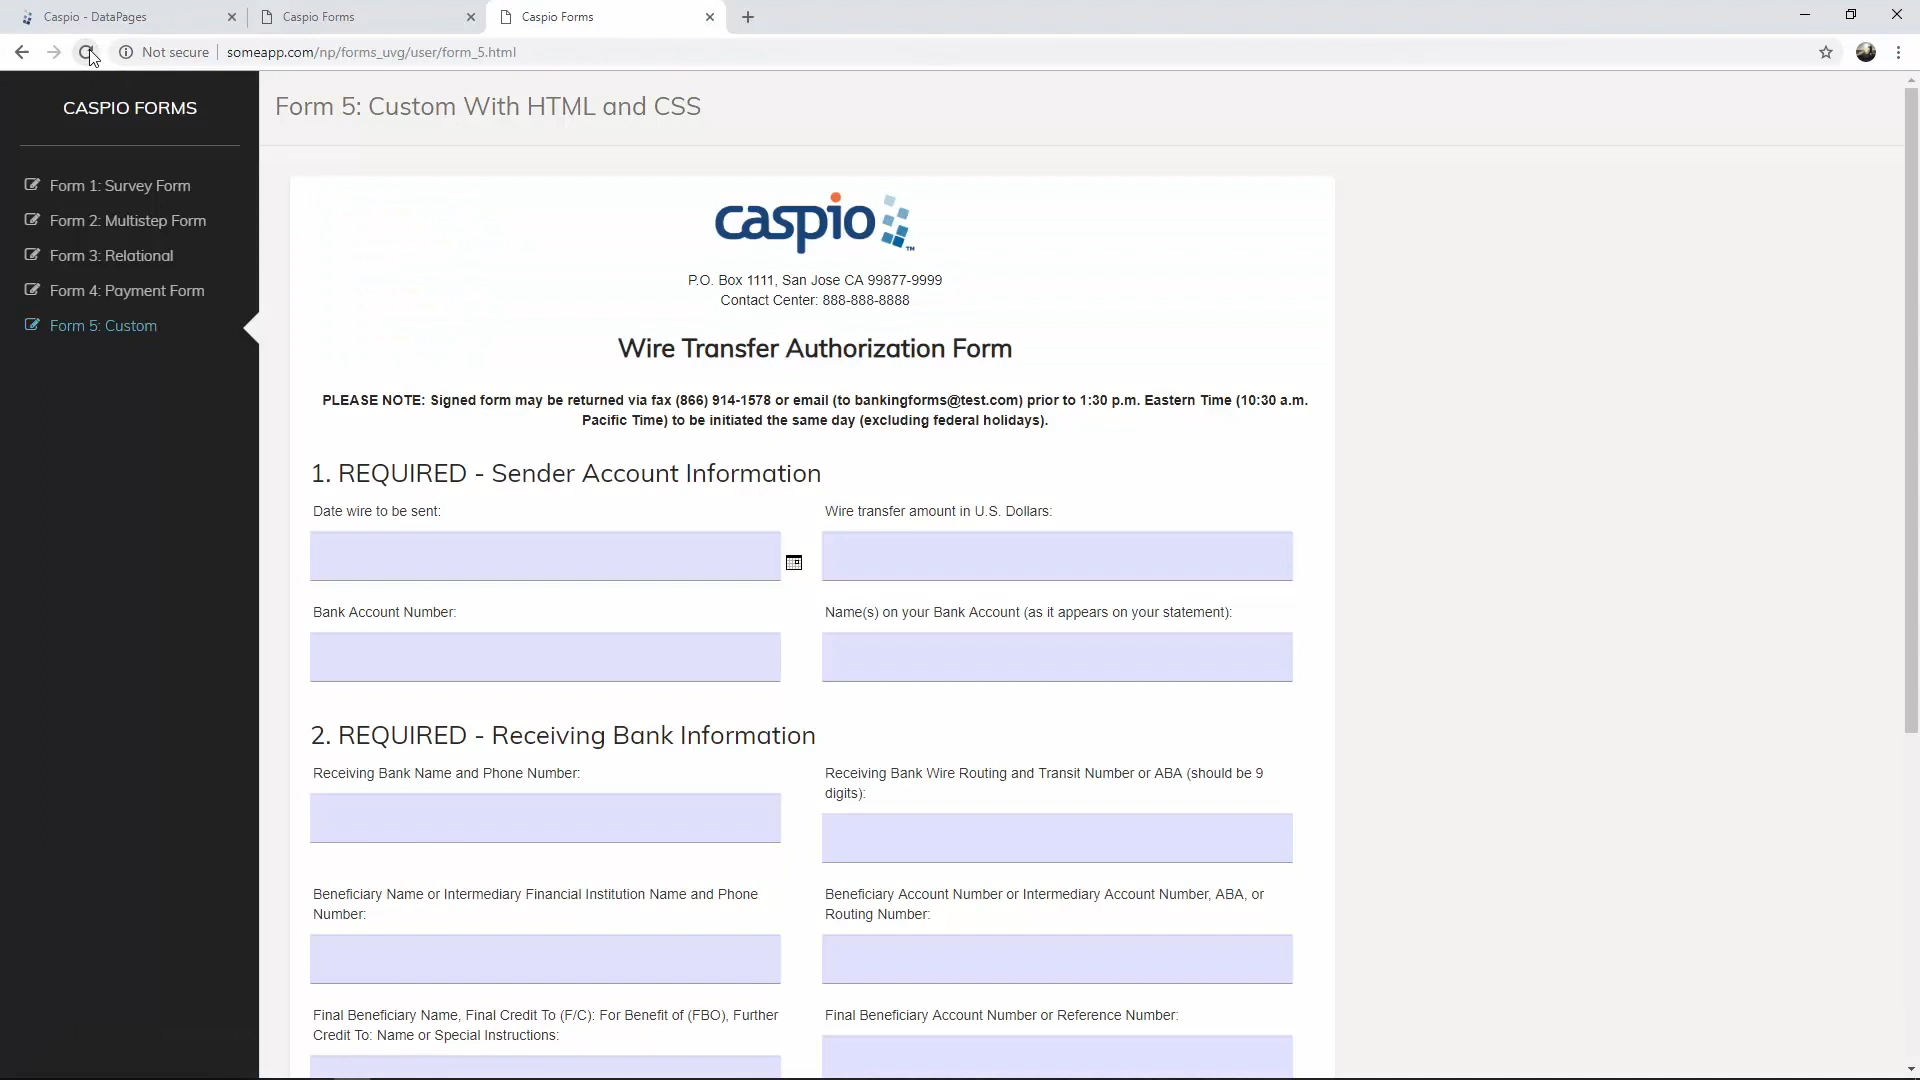 Caspio - DataPages
Caspio Forms
Caspio Forms
Not secure
someapp.com/np/forms_uvg/user/form_5.html
CASPIO FORMS
Form 1: Survey Form
Form 2: Multistep Form
Form 3: Relational
Form 4: Payment Form
Form 5: Custom
Form 5: Custom With HTML and CSS
caspio™
P.O. Box 1111, San Jose CA 99877-9999
Contact Center: 888-888-8888
Wire Transfer Authorization Form
PLEASE NOTE: Signed form may be returned via fax (866) 914-1578 or email (to bankingforms@test.com) prior to 1:30 p.m. Eastern Time (10:30 a.m.
Pacific Time) to be initiated the same day (excluding federal holidays).
1. REQUIRED - Sender Account Information
Date wire to be sent:
Wire transfer amount in U.S. Dollars:
Bank Account Number:
Name(s) on your Bank Account (as it appears on your statement):
2. REQUIRED - Receiving Bank Information
Receiving Bank Name and Phone Number:
Receiving Bank Wire Routing and Transit Number or ABA (should be 9
digits):
Beneficiary Name or Intermediary Financial Institution Name and Phone
Number:
Beneficiary Account Number or Intermediary Account Number, ABA, or
Routing Number:
Final Beneficiary Name, Final Credit To (F/C): For Benefit of (FBO), Further
Credit To: Name or Special Instructions:
Final Beneficiary Account Number or Reference Number: